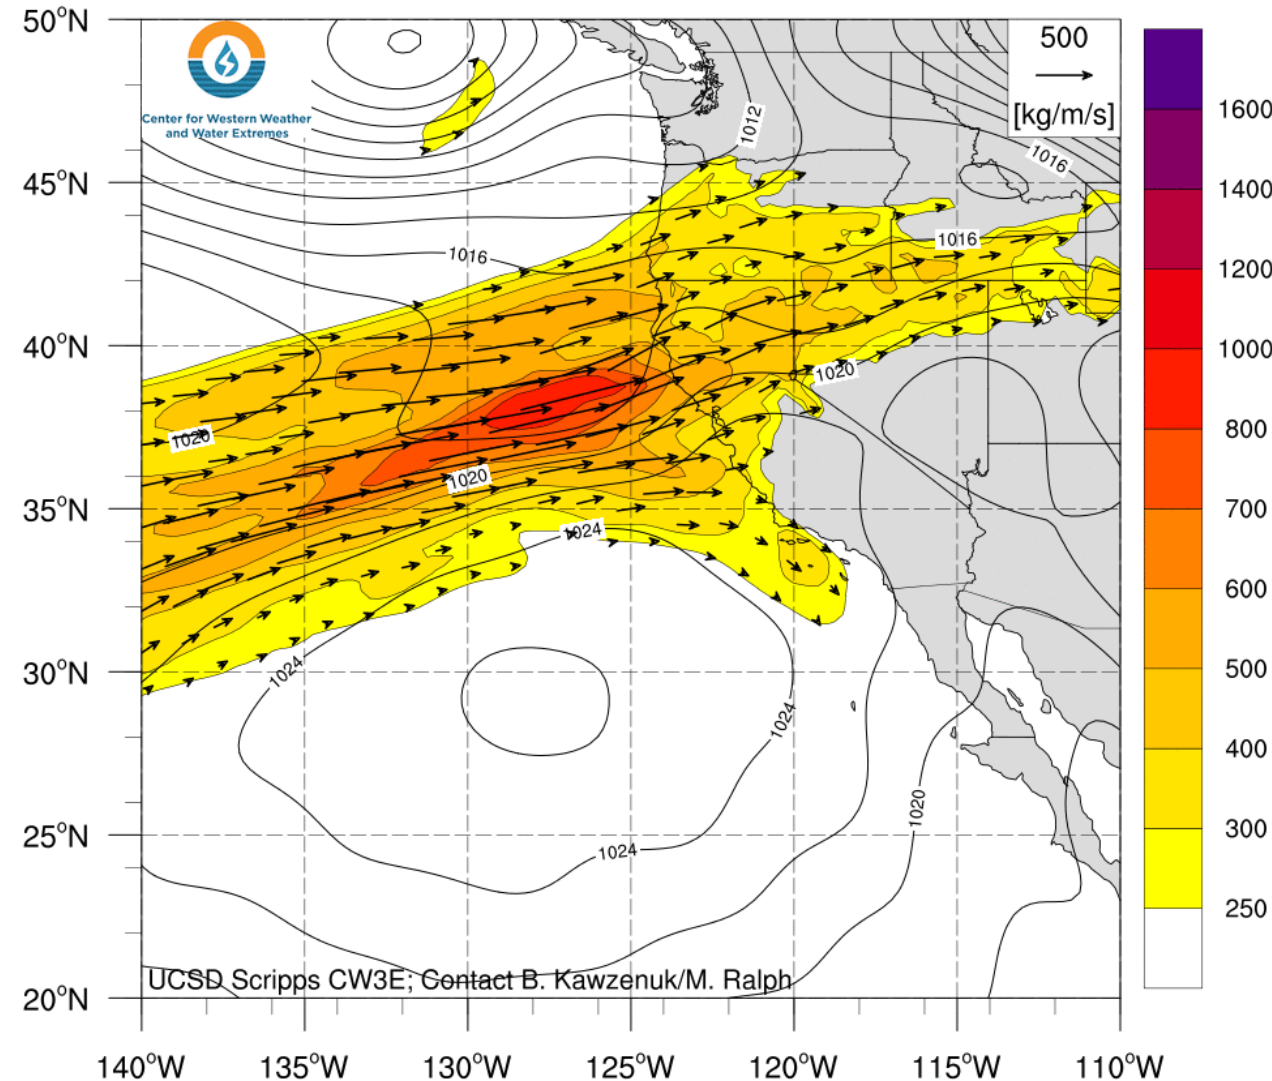 50°N
500
[kg/m/s]
Center for Western Weather
and Water Extremes
1012
1016
1600
45°N
1400
1016
1016
1200
40°N
1000
1020
1020
800
1020
35°N
700
1024
600
30°N
1024
500
1024
400
1020
25°N
1024
300
250
UCSD Scripps CW3E; Contact B. Kawzenuk/M. Ralph
20°N
140°W 135°W 130°W 125°W 120°W 115°W 110°W